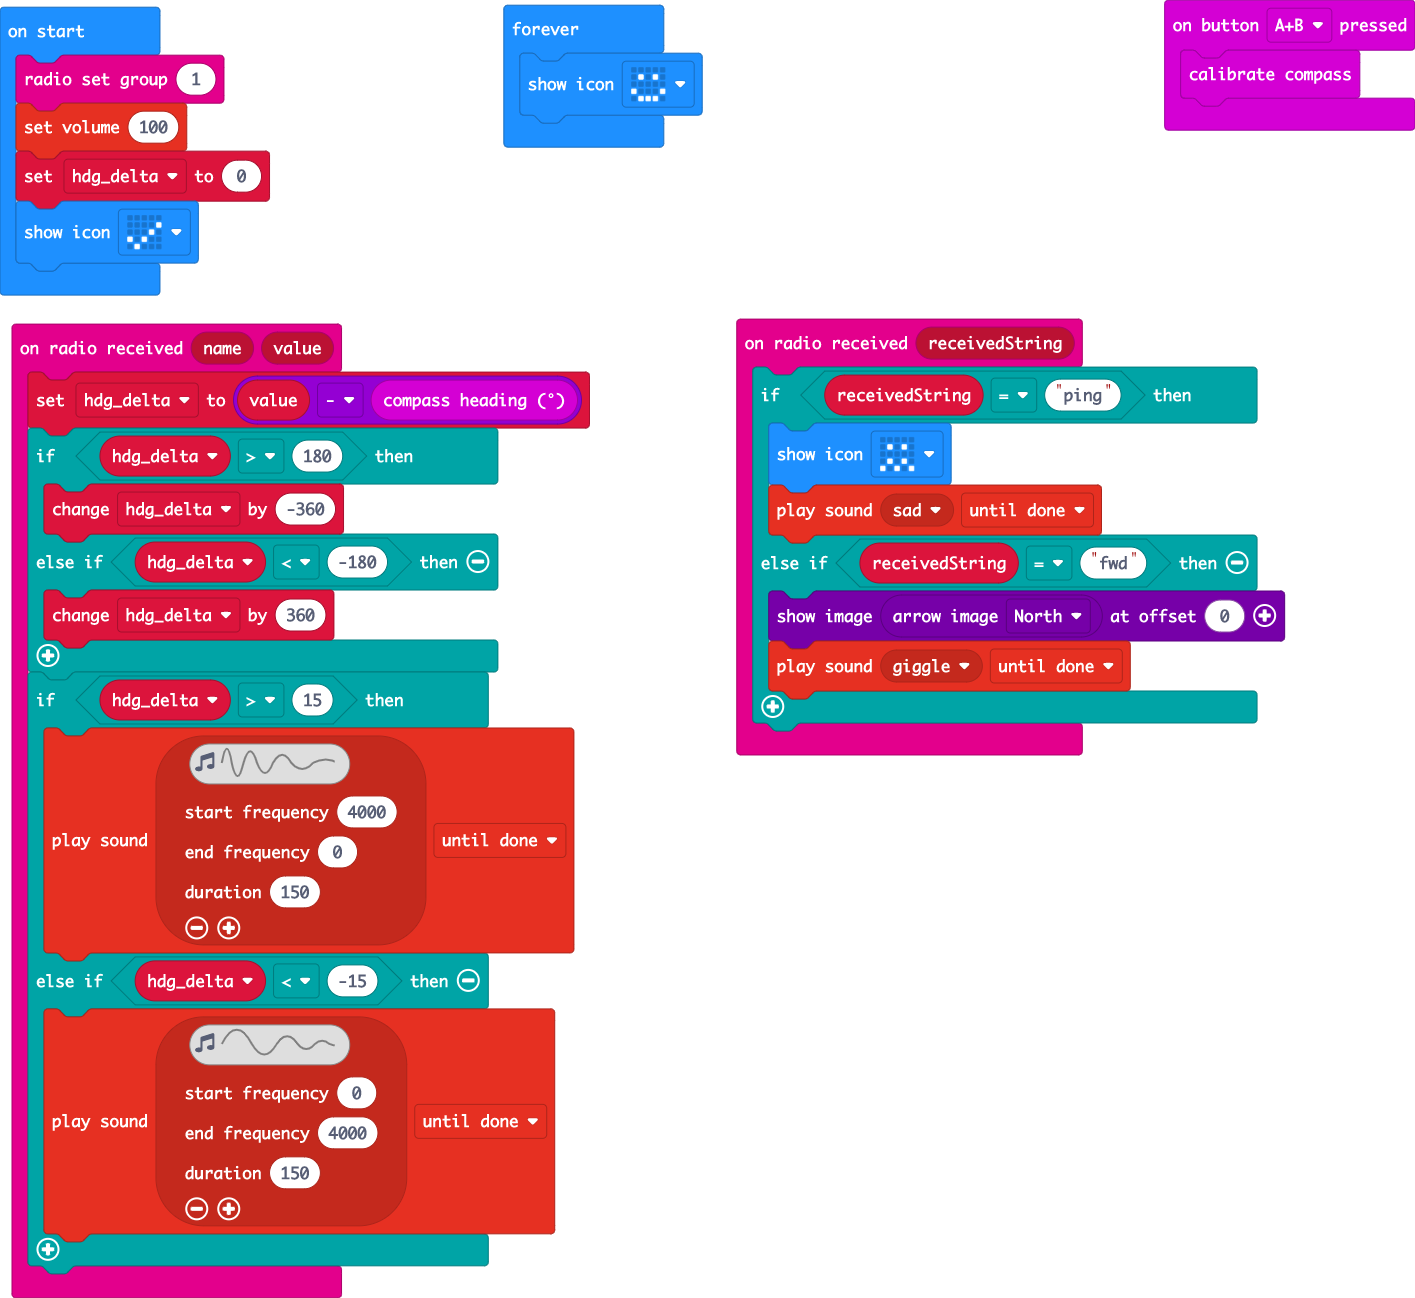 on start
radio set group 1
set volume 100
set hdg_delta to 0
show icon
forever
show icon
on button A+B pressed
calibrate compass
on radio received name value
set hdg_delta to value - compass heading (°)
if hdg_delta > 180 then
change hdg_delta by -360
else if hdg_delta < -180 then
change hdg_delta by 360
if hdg_delta > 15 then
play sound
start frequency 4000
end frequency 0
duration 150
until done
else if hdg_delta < -15 then
play sound
start frequency 0
end frequency 4000
duration 150
until done
on radio received receivedString
if receivedString = "ping" then
show icon
play sound sad until done
else if receivedString = "fwd" then
show image arrow image North at offset 0
play sound giggle until done